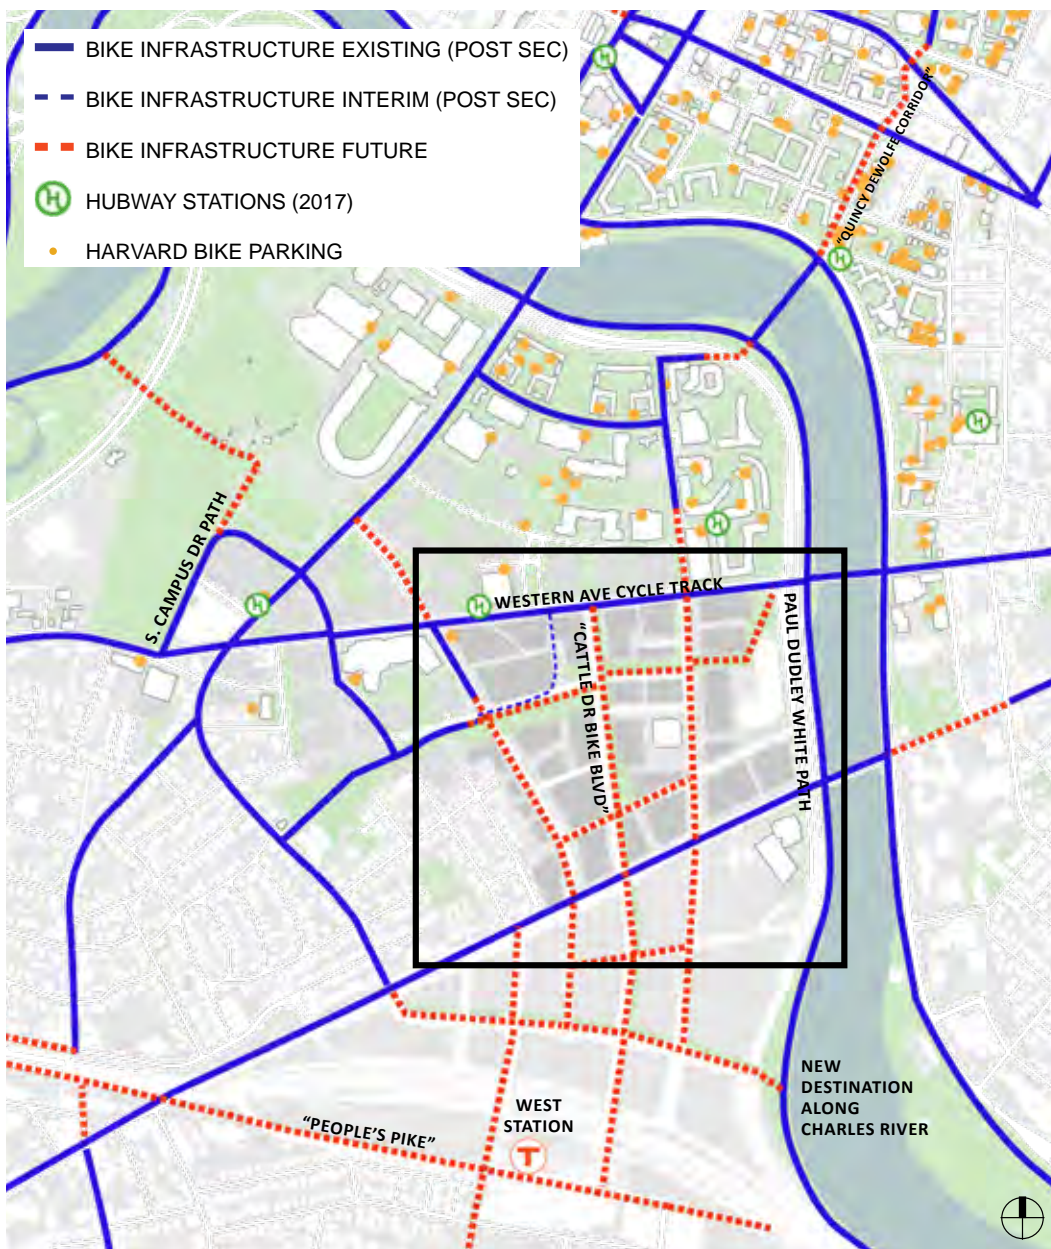 BIKE INFRASTRUCTURE EXISTING (POST SEC)
BIKE INFRASTRUCTURE INTERIM (POST SEC)
BIKE INFRASTRUCTURE FUTURE
H HUBWAY STATIONS (2017)
HARVARD BIKE PARKING
H
"QUINCY DEWOLFE CORRIDOR"
H
H
H
S. CAMPUS DR PATH
H
H
WESTERN AVE CYCLE TRACK
"CATTLE DR BIKE BLVD"
PAUL DUDLEY WHITE PATH
NEW
DESTINATION
ALONG
CHARLES RIVER
WEST
STATION
T
"PEOPLE'S PIKE"